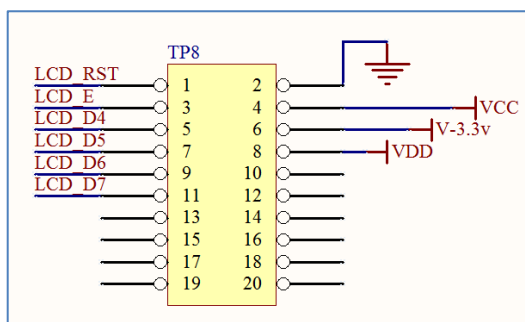 TP8
LCD_RST 1 2
LCD_E 3 4 VCC
LCD_D4 5 6 V-3.3v
LCD_D5 7 8 VDD
LCD_D6 9 10
LCD_D7 11 12
13 14
15 16
17 18
19 20